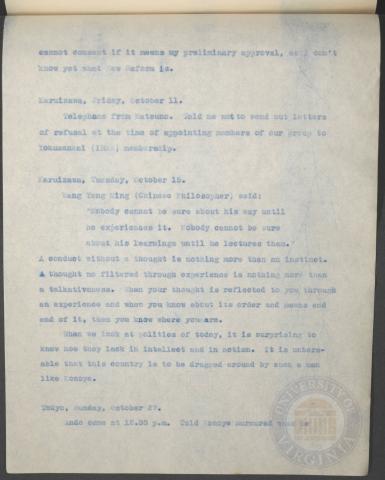 cannot consent if it means my preliminary approval, as I can't
know yet what New Reform is.
Karuizawa, Friday, October 11.
Telephone from Matsuno. Told me not to send out letters
of refusal at the time of appointing members of our group to
Yokusankai (IRAA) membership.
Karuizawa, Tuesday, October 15.
Wang Yang Ming (Chinese Philosopher) said:
"Nobody cannot be sure about his way until
he experiences it. Nobody cannot be sure
about his learnings until he lectures them."
A conduct without a thought is nothing more than an instinct.
A thought no filtered through experience is nothing more than
a talkativeness. When your thought is reflected to you through
an experience and when you know about its order and means end
end of it, then you know where you are.
When we look at politics of today, it is surprising to
know how they lack in intellect and in action. It is unbere-
able that this country is to be dragged around by such a man
like Konoye.
Tokyo, Sunday, October 27.
Ando came at 12.35 p.m. Told Konoye murmured that
UNIVERSITY OF
VIRGINIA